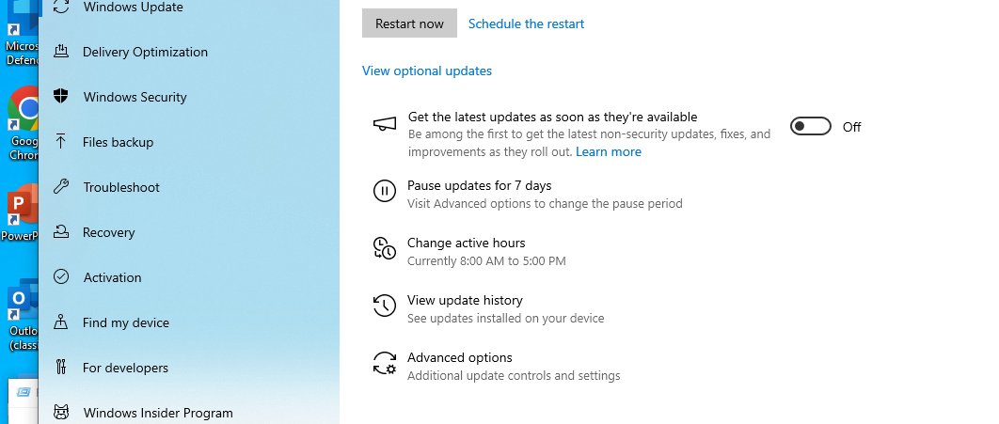 Windows Update
Delivery Optimization
Windows Security
Files backup
Troubleshoot
Recovery
Activation
Find my device
For developers
Windows Insider Program
Restart now
Schedule the restart
View optional updates
Get the latest updates as soon as they're available
Be among the first to get the latest non-security updates, fixes, and
improvements as they roll out. Learn more
Off
Pause updates for 7 days
Visit Advanced options to change the pause period
Change active hours
Currently 8:00 AM to 5:00 PM
View update history
See updates installed on your device
Advanced options
Additional update controls and settings
Micros
Defen
Goog
Chrom
P
PowerP
O
Outlo
(class